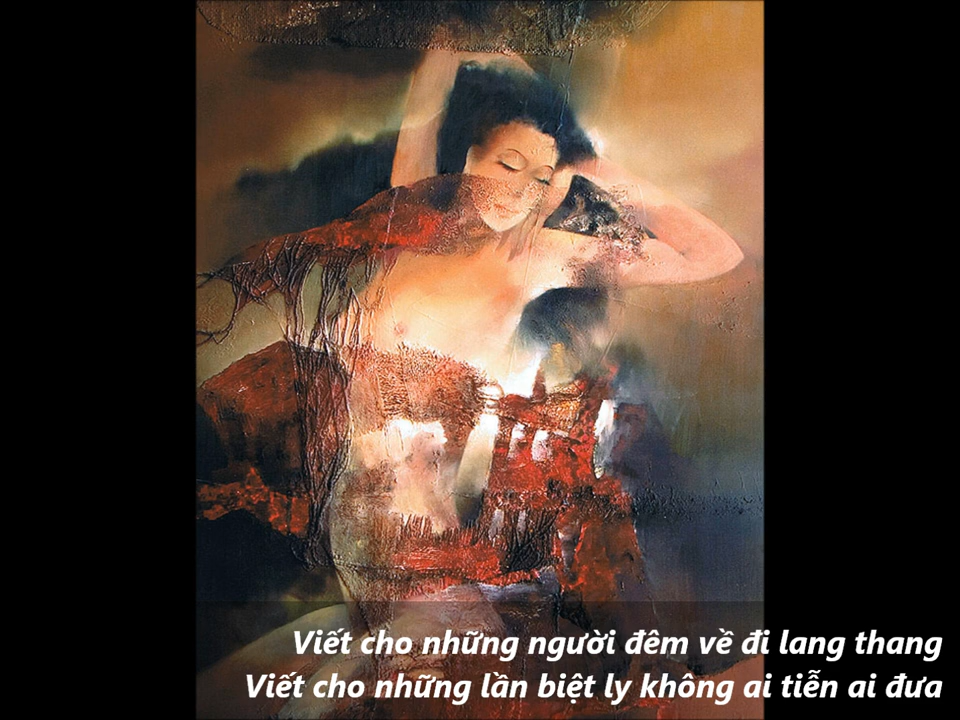 Viết cho những người đêm về đi lang thang
Viết cho những lần biệt ly không ai tiễn ai đưa